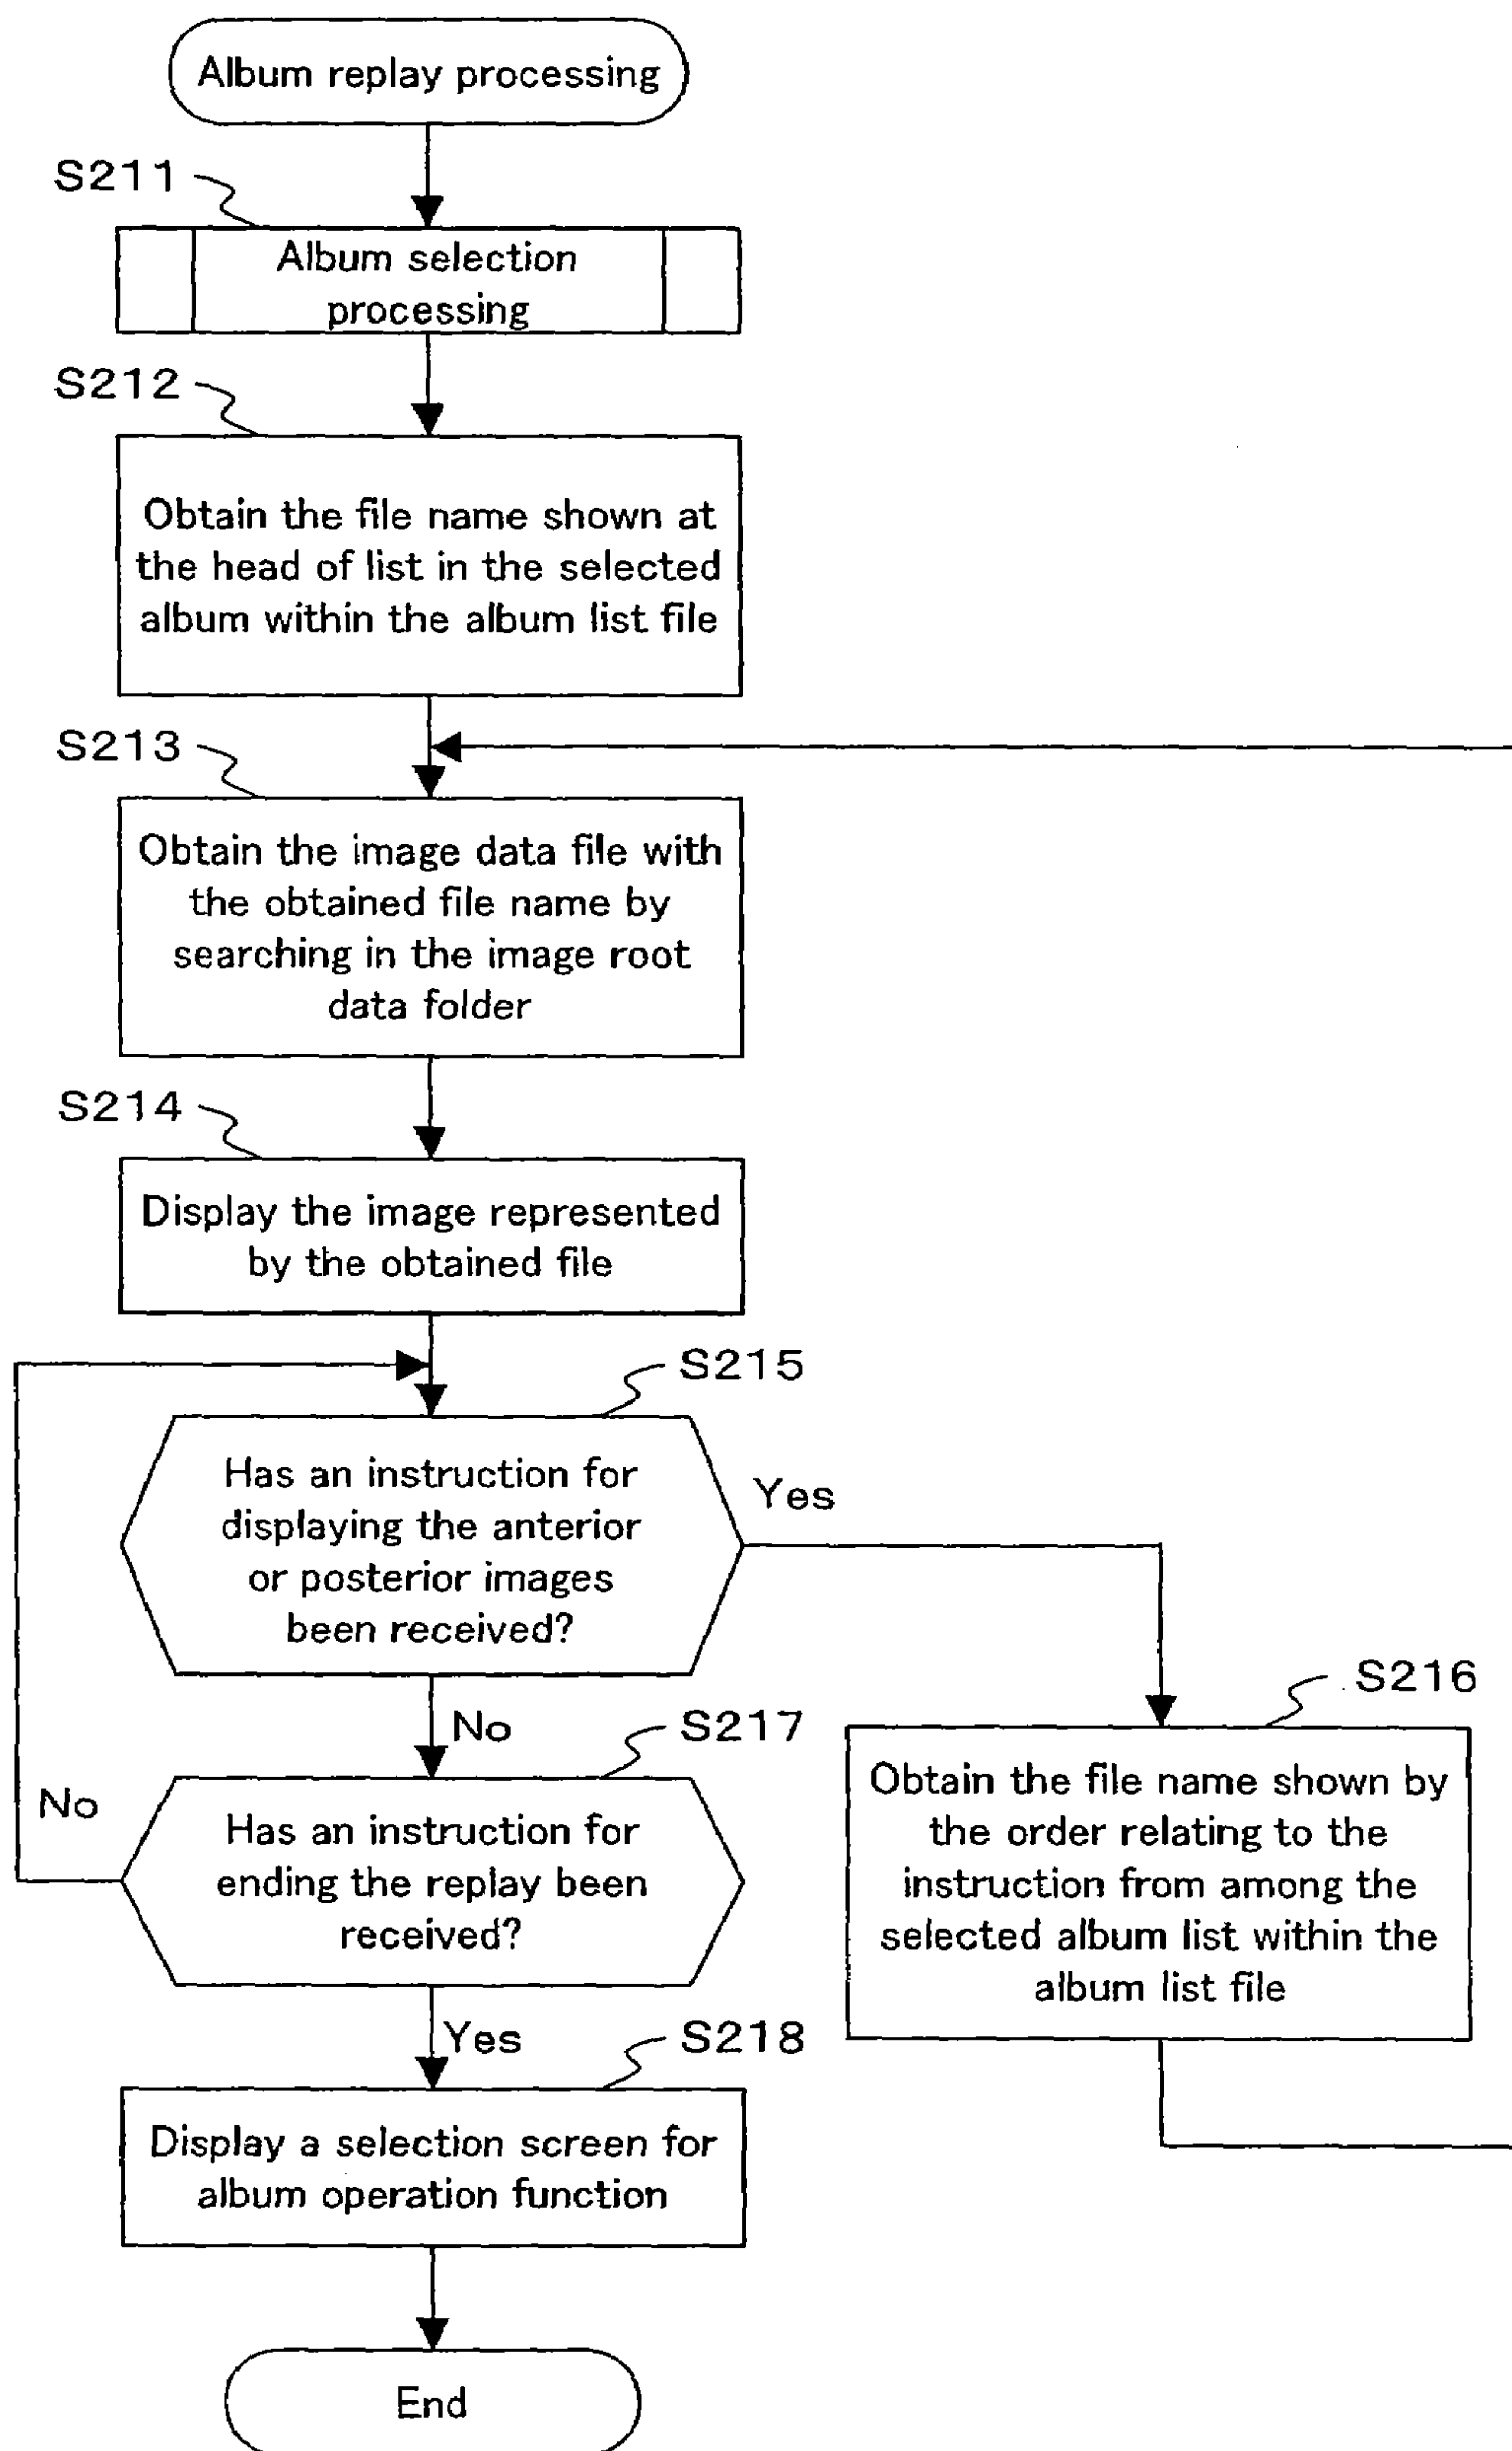 Album replay processing
S211
Album selection
processing
S212
Obtain the file name shown at
the head of list in the selected
album within the album list file
S213
Obtain the image data file with
the obtained file name by
searching in the image root
data folder
S214
Display the image represented
by the obtained file
S215
Has an instruction for
displaying the anterior
or posterior images
been received?
Yes
No
S216
Obtain the file name shown by
the order relating to the
instruction from among the
selected album list within the
album list file
S217
Has an instruction for
ending the replay been
received?
No
Yes
S218
Display a selection screen for
album operation function
End